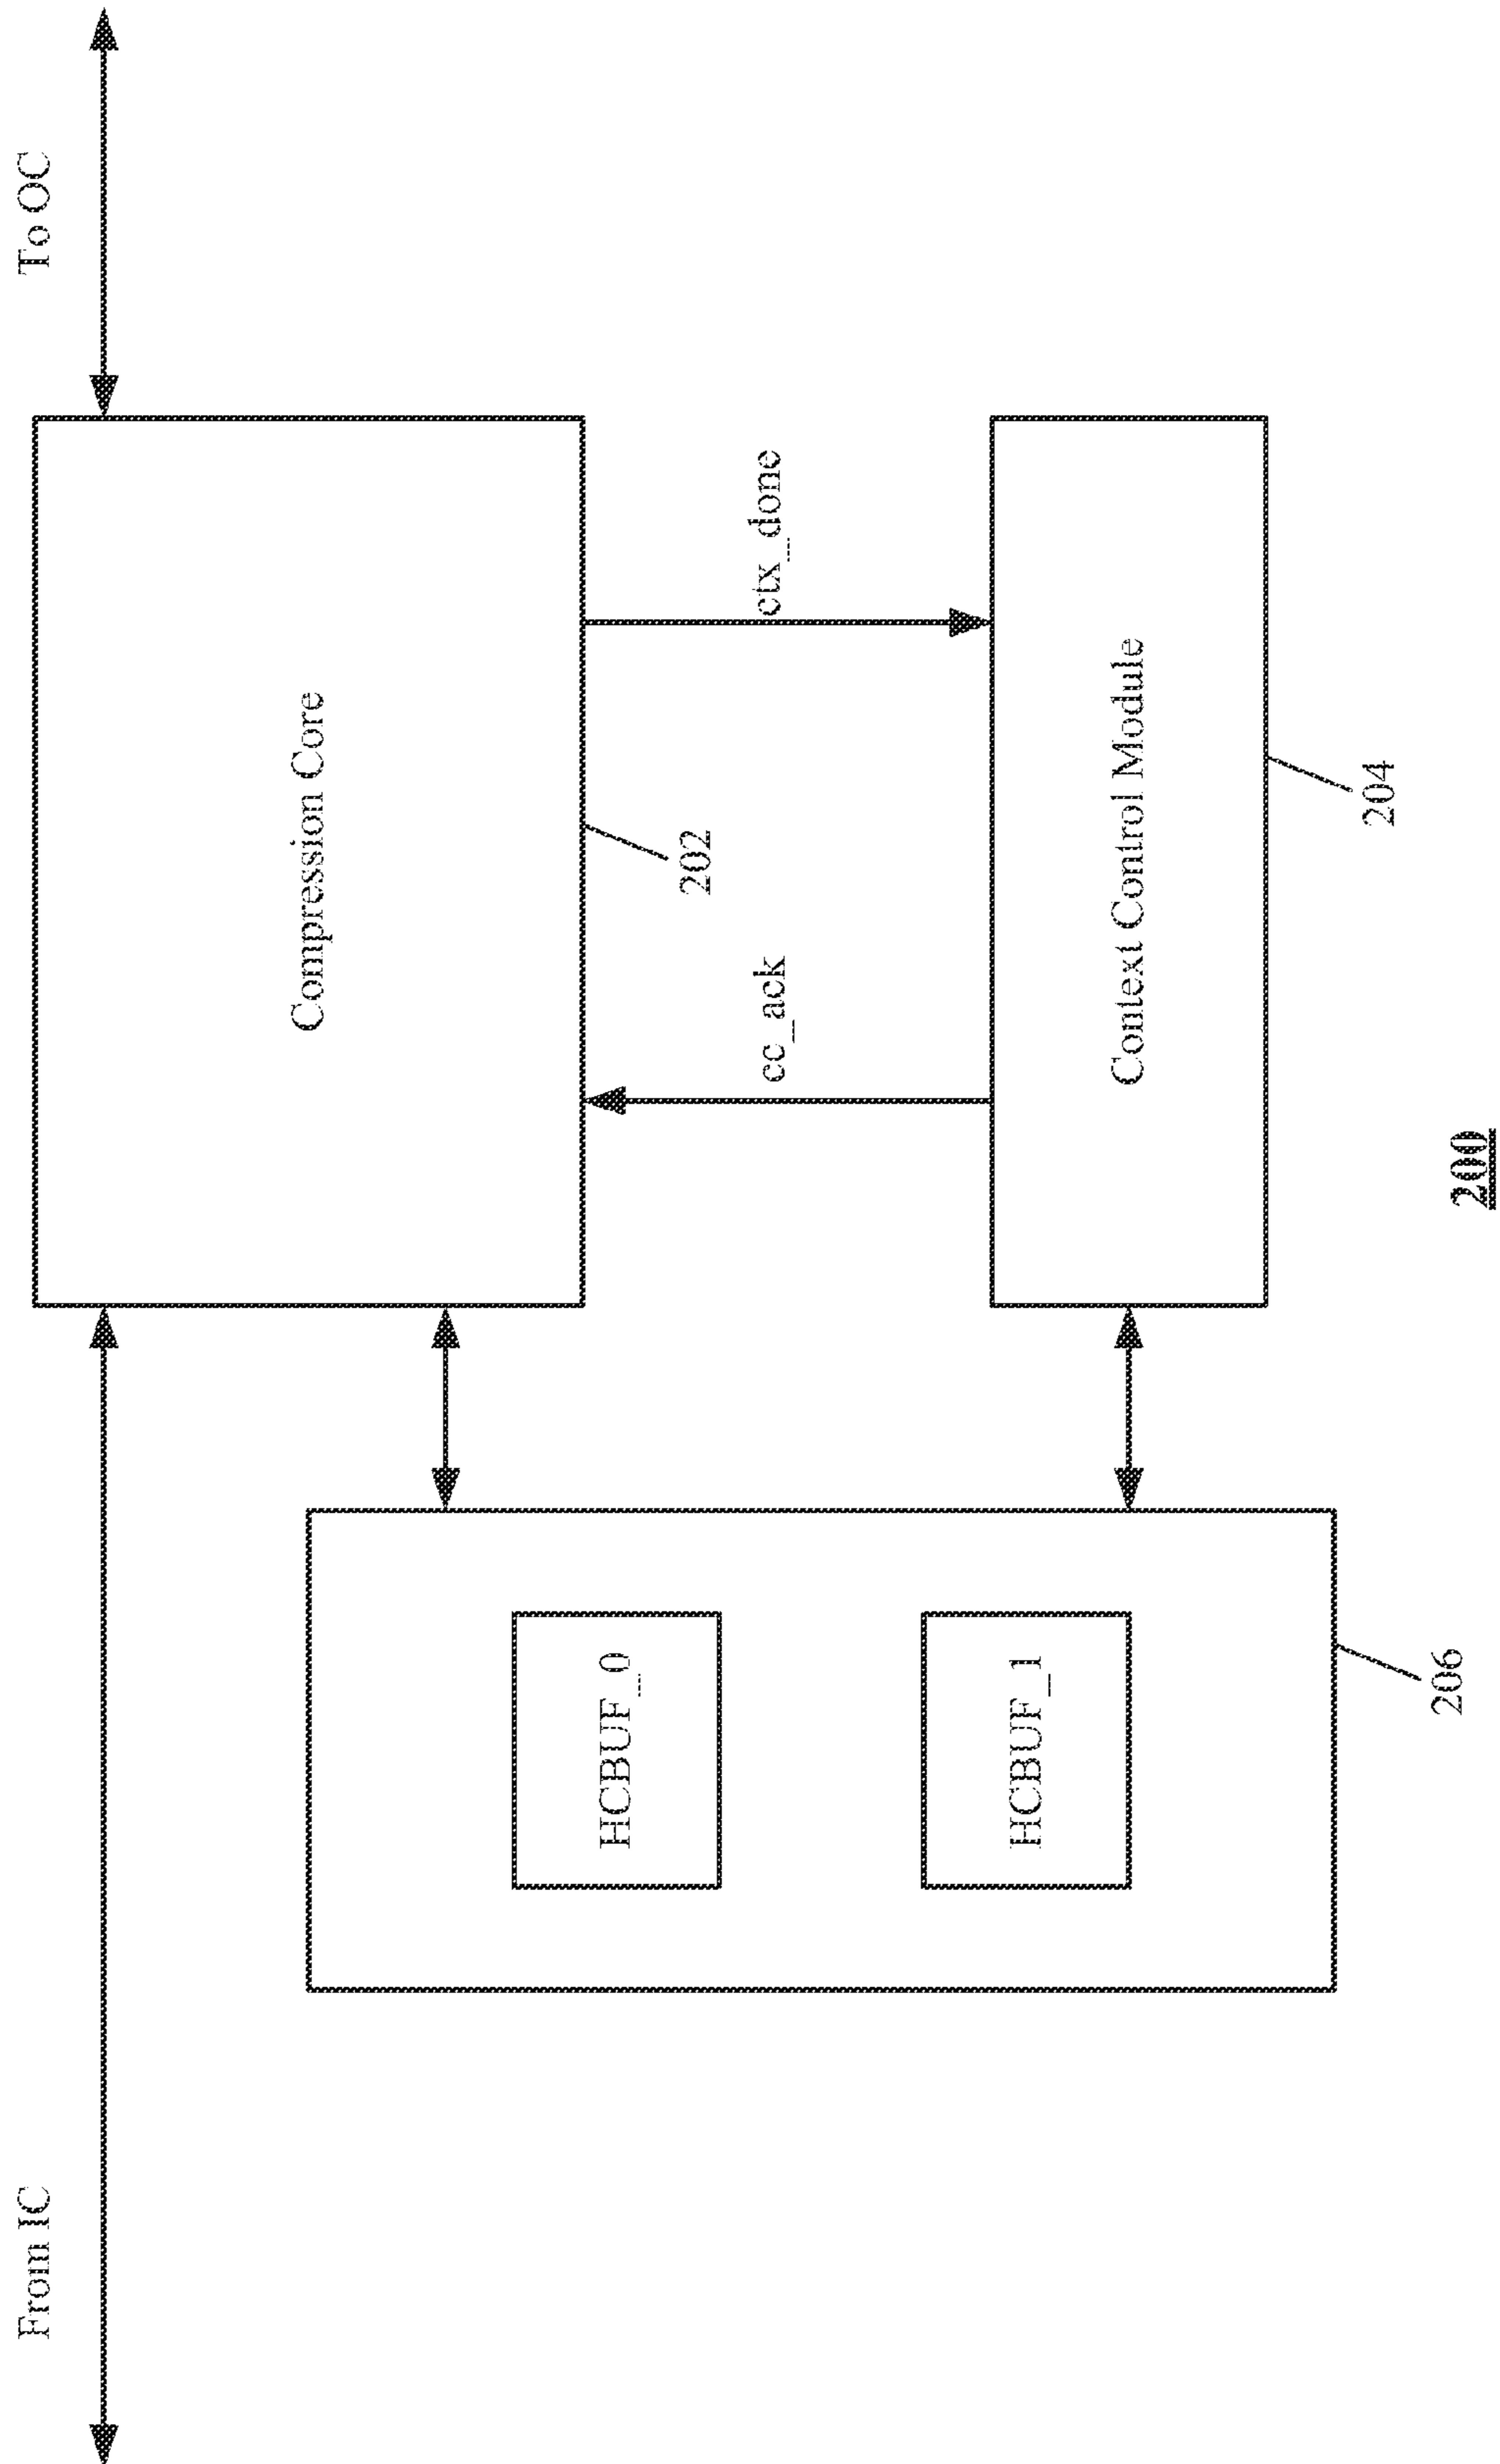 From IC
To OC
Compression Core
HCBUF_0
202
cc_ack
ctx_done
HCBUF_1
Context Control Module
204
206
200